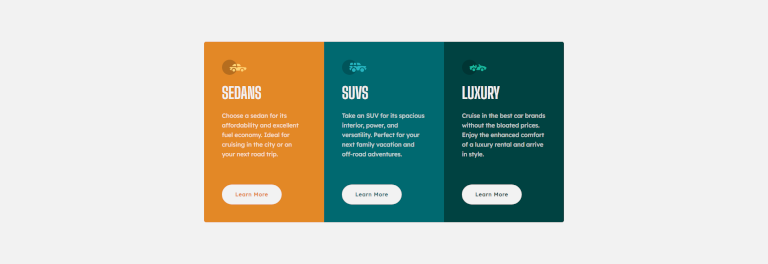 SEDANS
Choose a sedan for its
affordability and excellent
fuel economy. Ideal for
cruising in the city or on
your next road trip.
Learn More
SUVS
Take an SUV for its spacious
interior, power, and
versatility. Perfect for your
next family vacation and
off-road adventures.
Learn More
LUXURY
Cruise in the best car brands
without the bloated prices.
Enjoy the enhanced comfort
of a luxury rental and arrive
in style.
Learn More